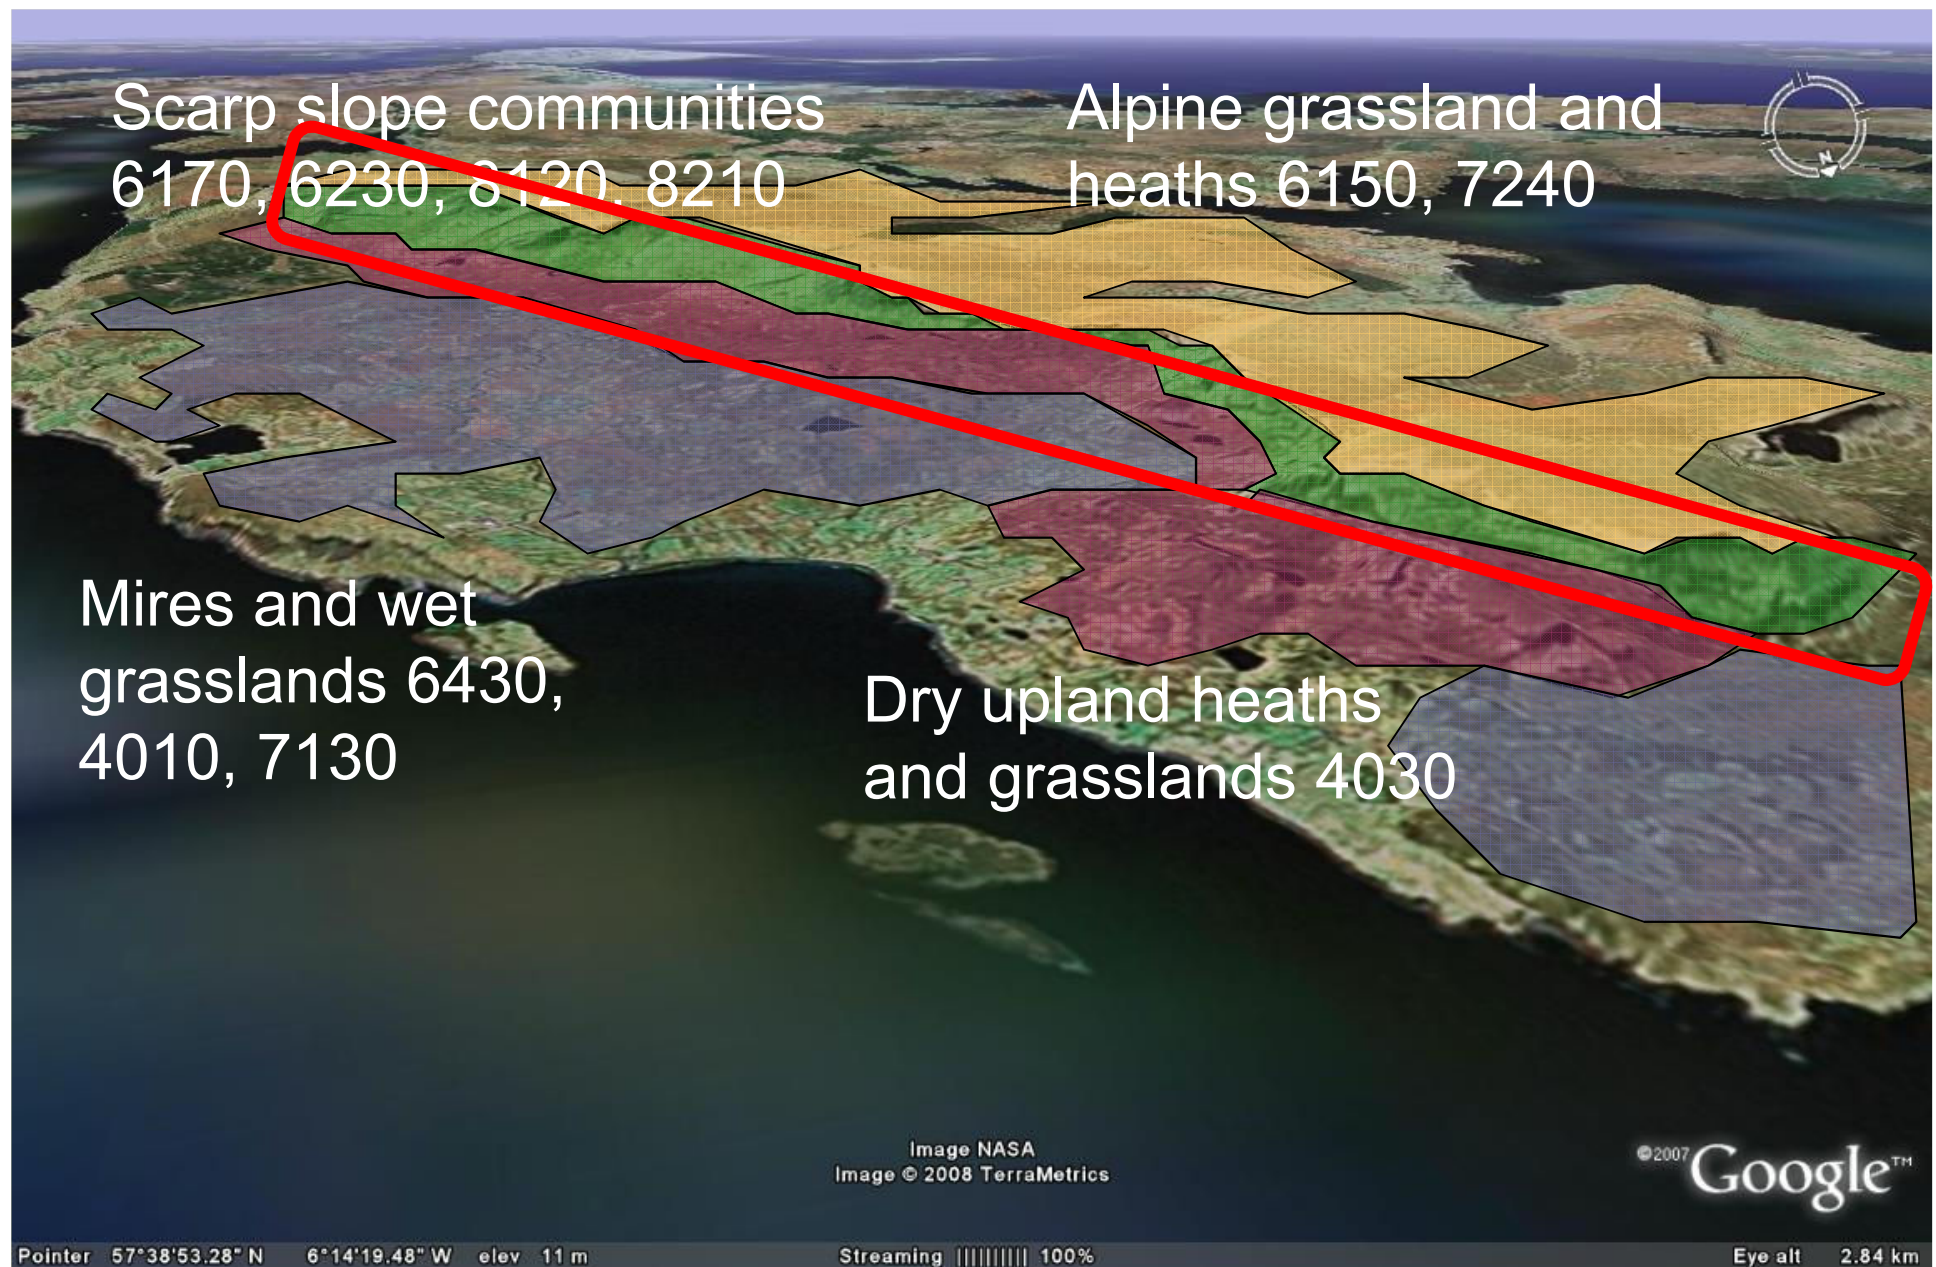 Scarp slope communities
6170, 6230, 8120, 8210
Alpine grassland and
heaths 6150, 7240
N
Mires and wet
grasslands 6430,
4010, 7130
Dry upland heaths
and grasslands 4030
Image NASA
Image © 2008 TerraMetrics
©2007 Google™
Pointer 57°38'53.28" N 6°14'19.48" W elev 11 m Streaming |||||||||| 100% Eye alt 2.84 km